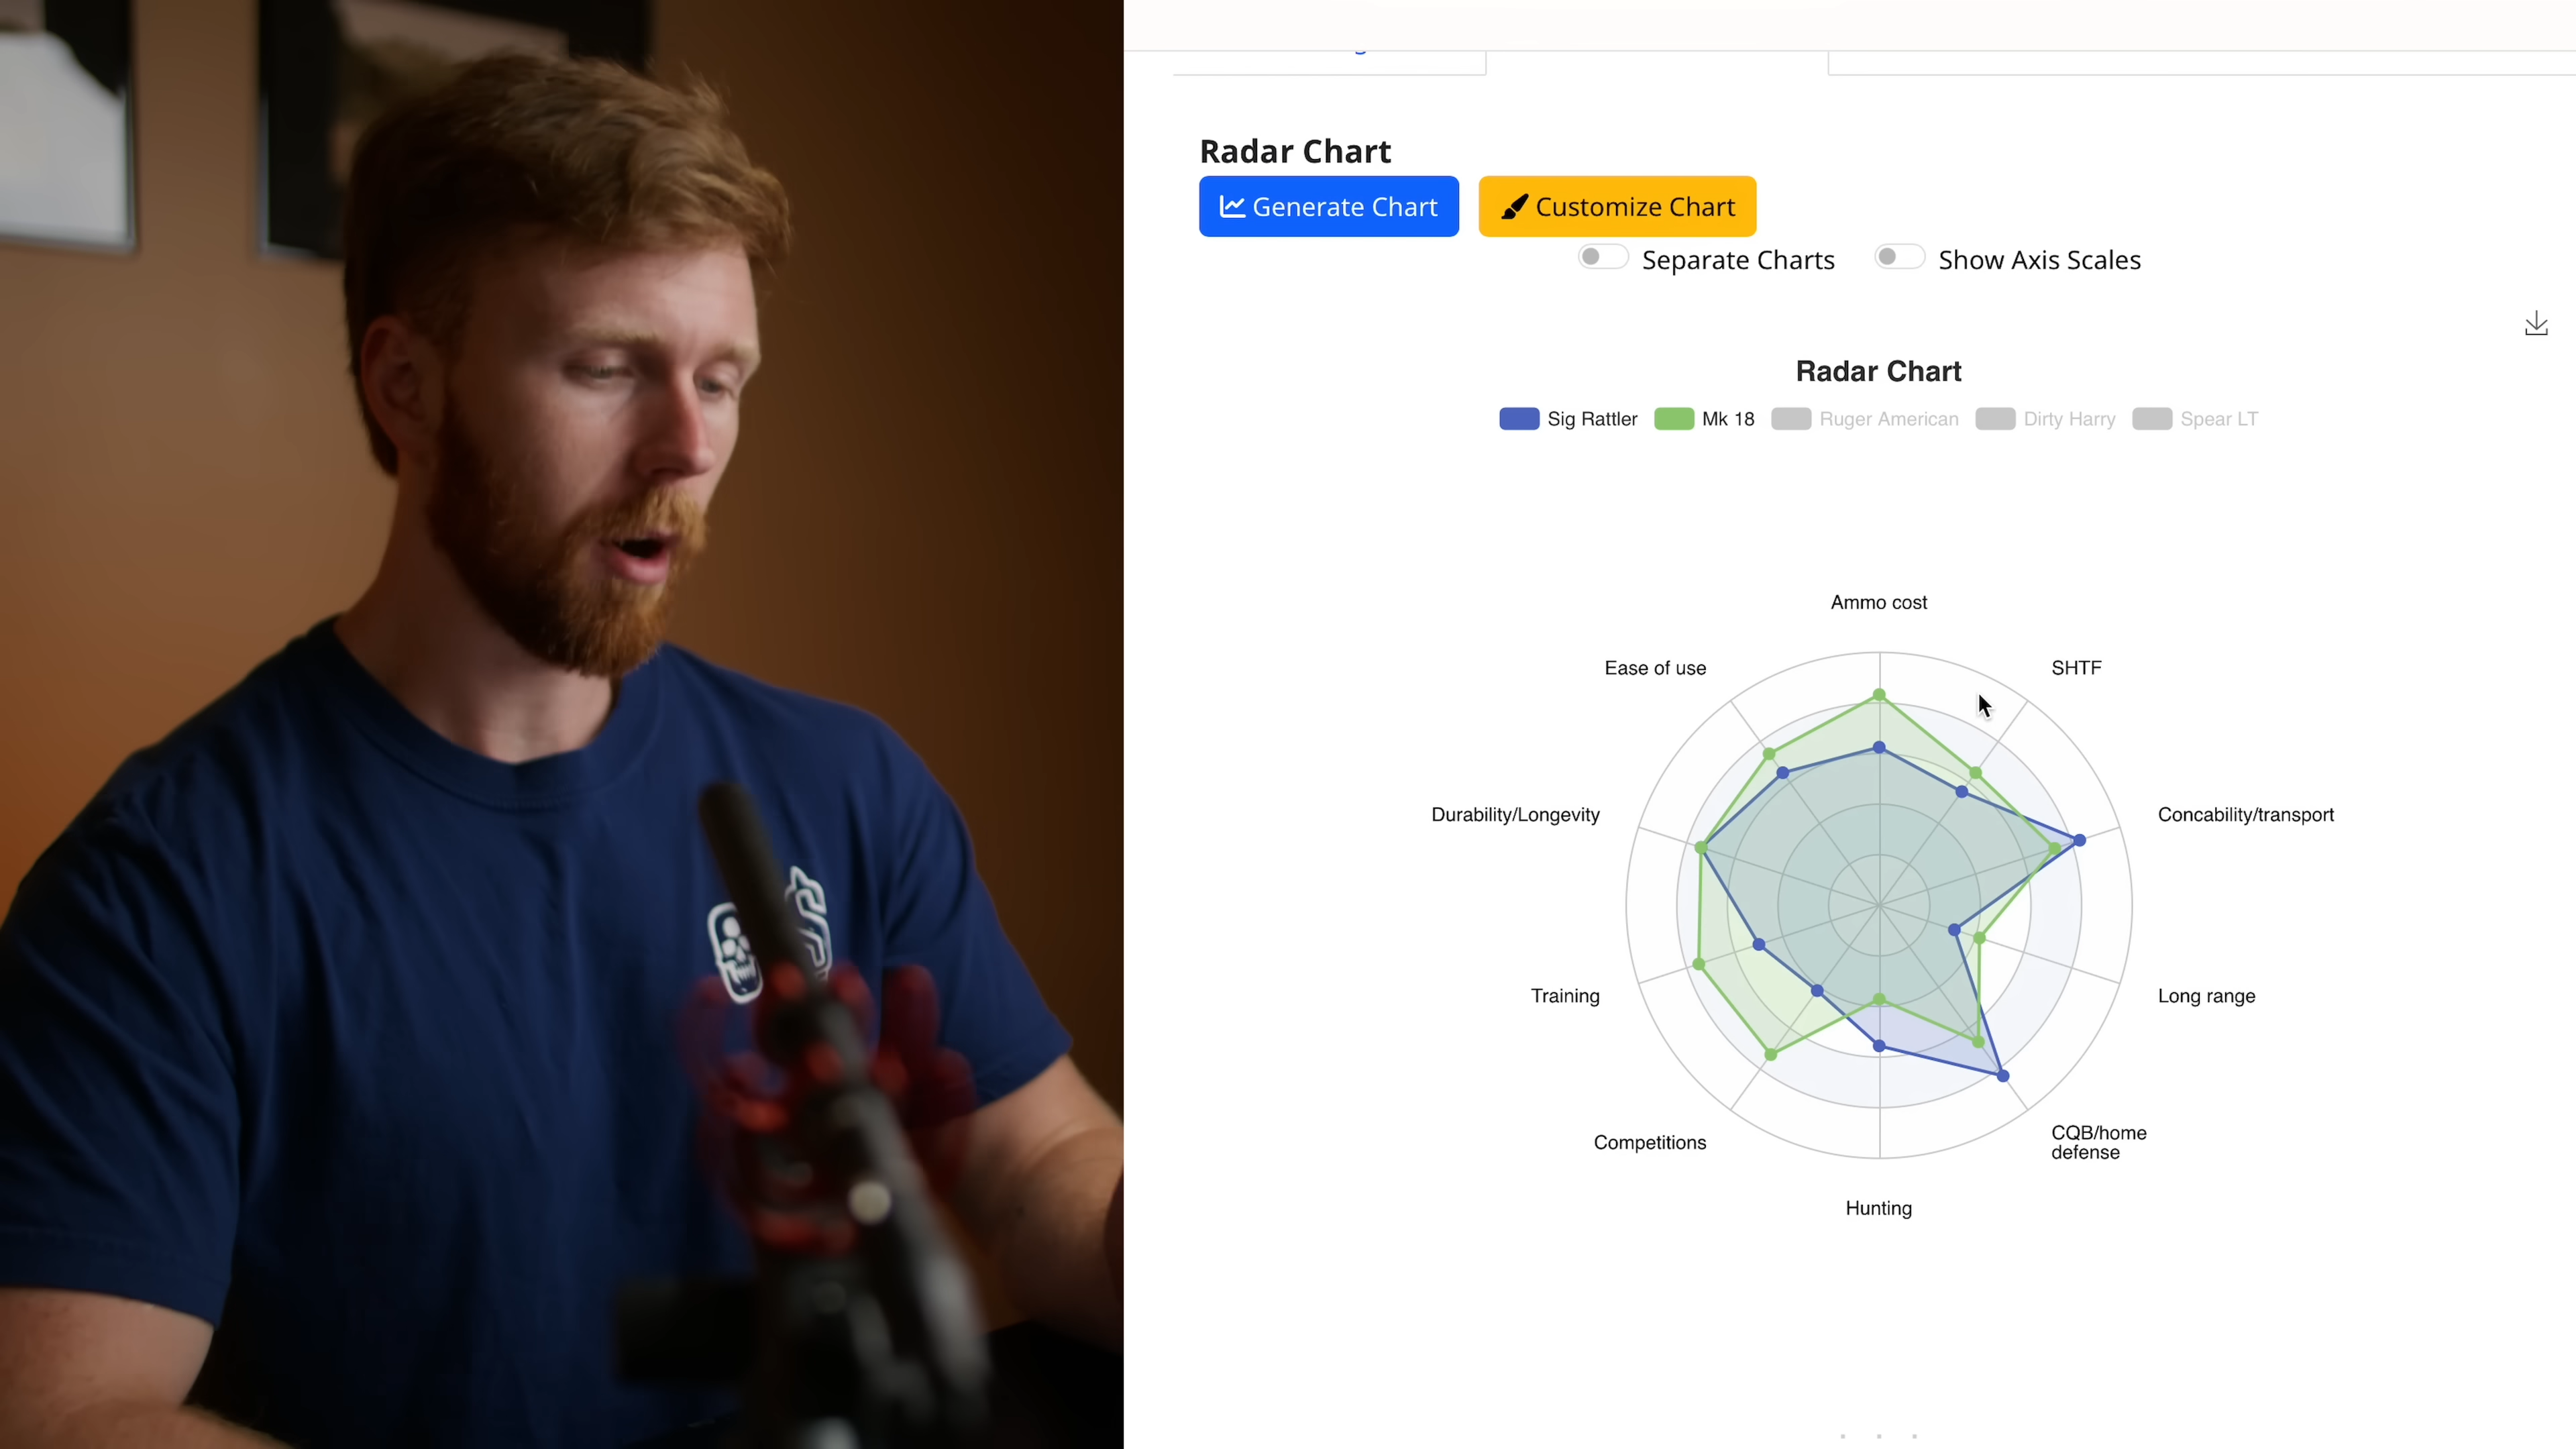 Radar Chart
Generate Chart
Customize Chart
Separate Charts
Show Axis Scales
Radar Chart
Sig Rattler
Mk 18
Ruger American
Dirty Harry
Spear LT
Ammo cost
SHTF
Concability/transport
Long range
CQB/home
defense
Hunting
Competitions
Training
Durability/Longevity
Ease of use